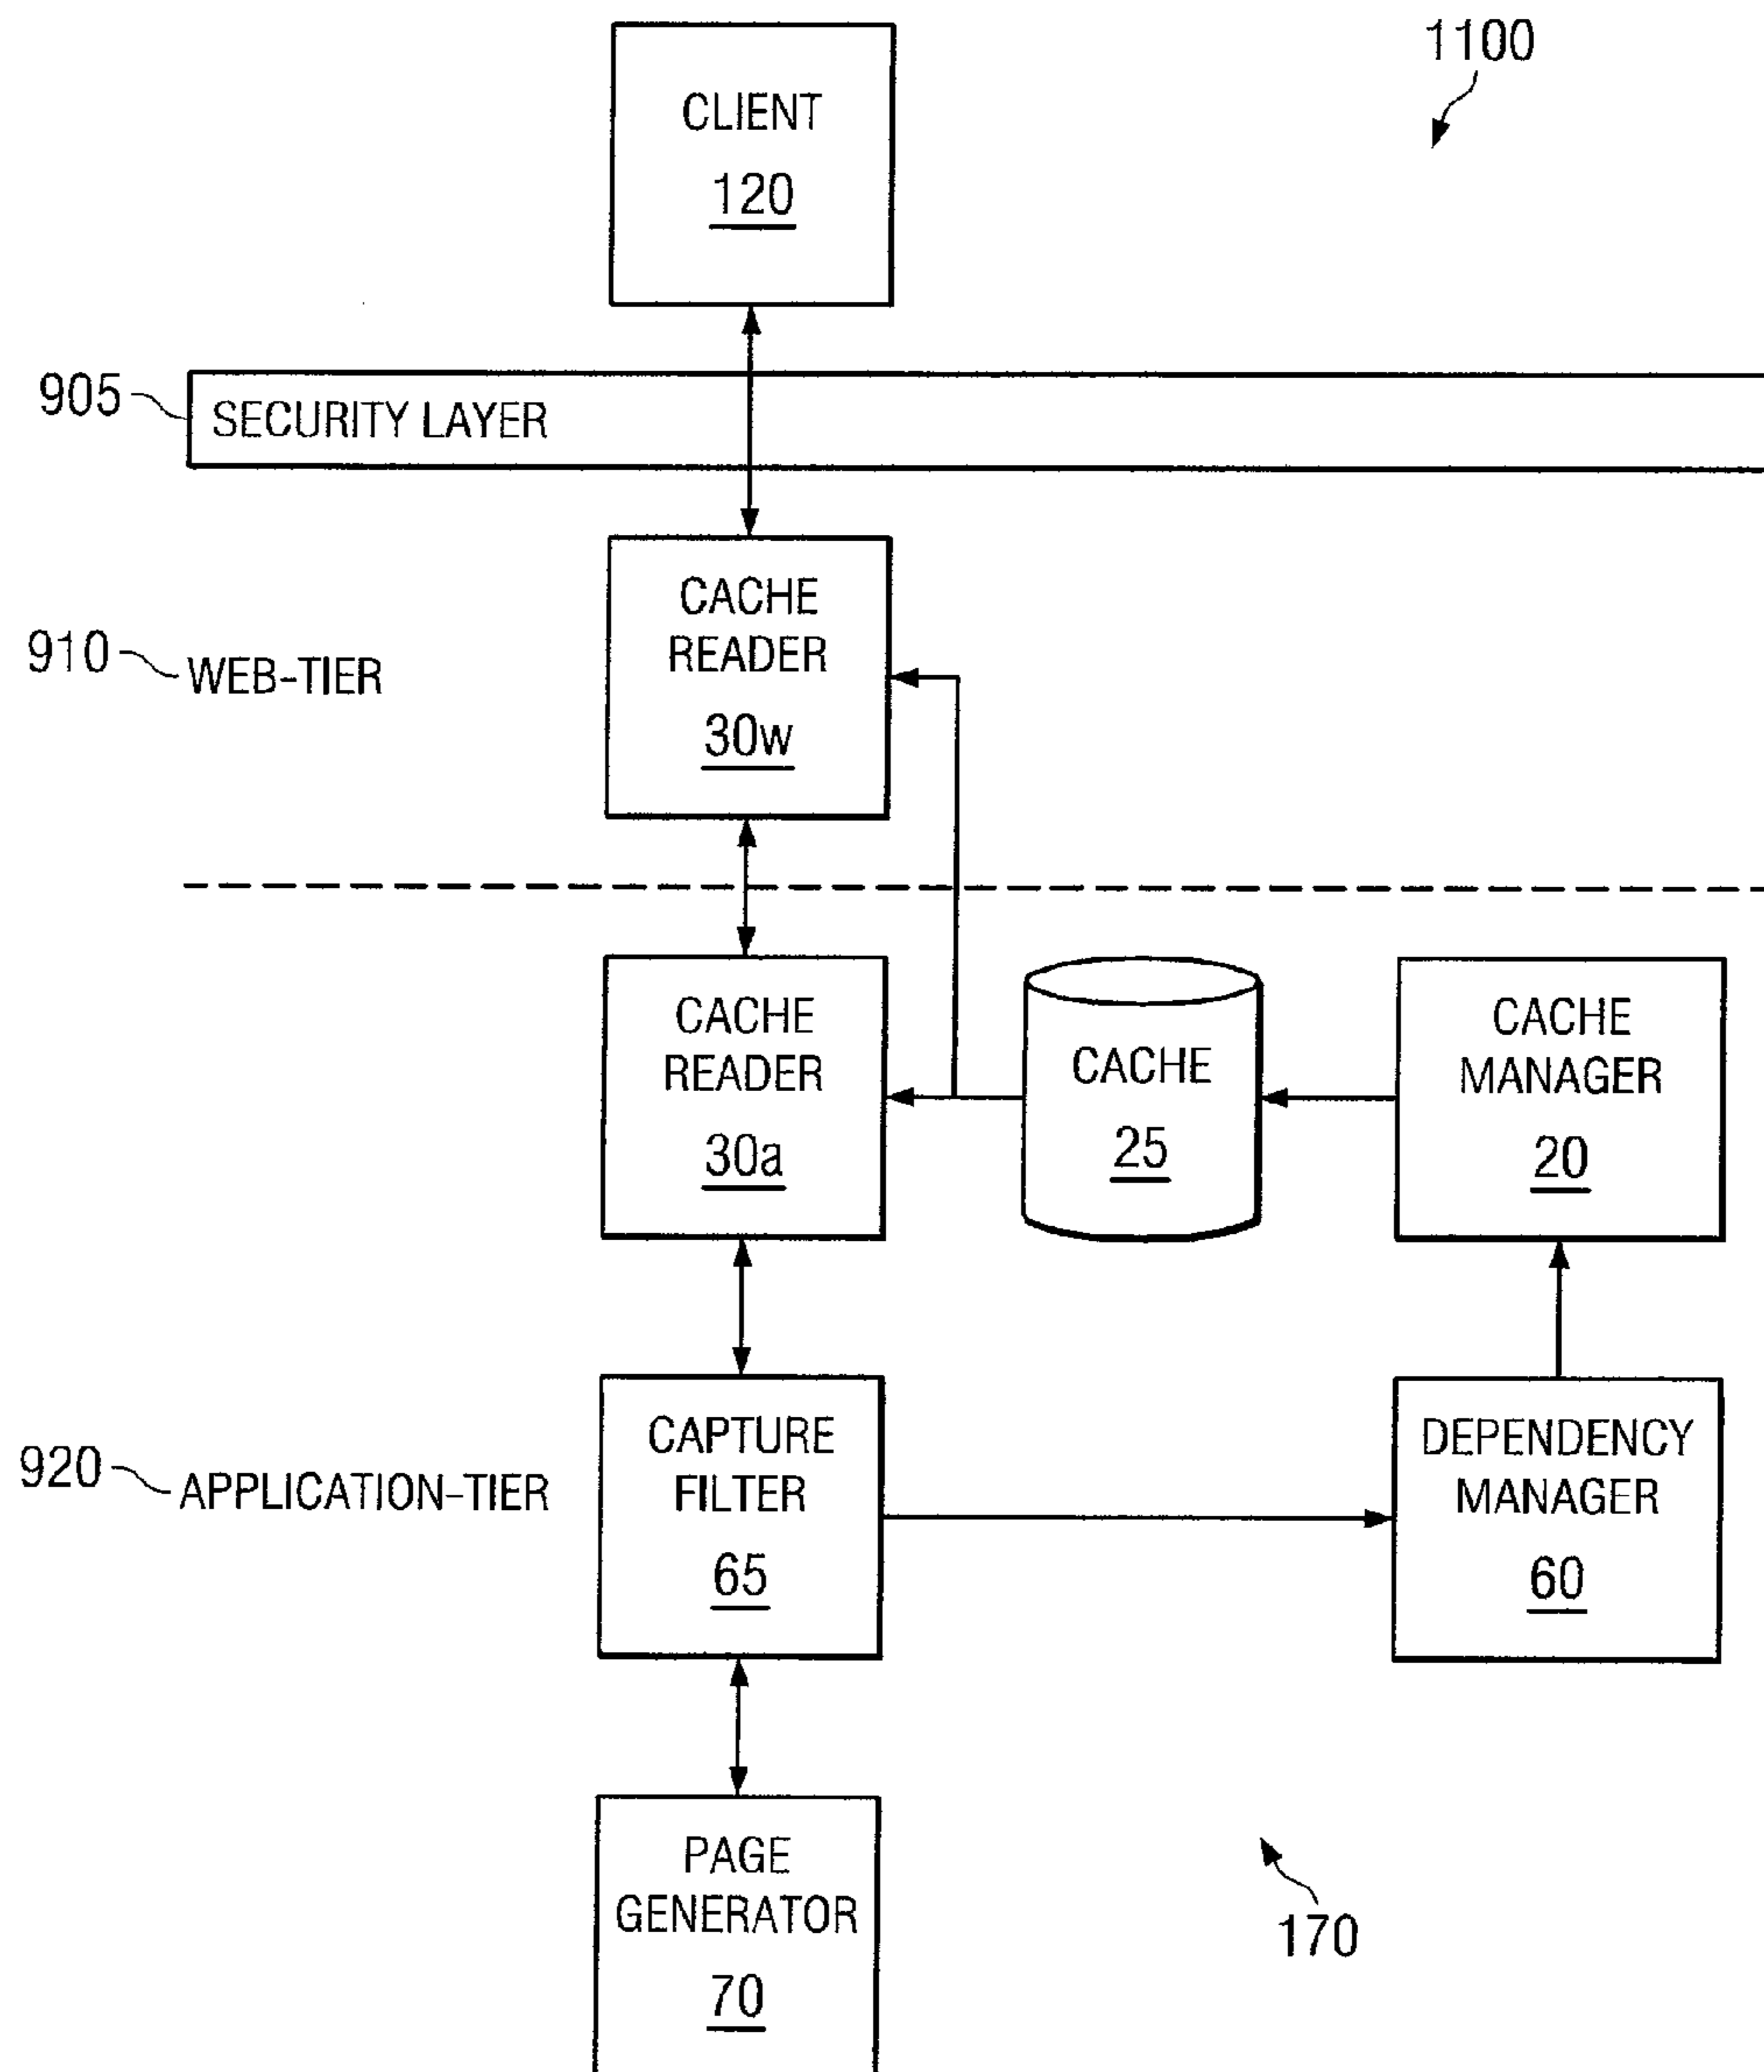 1100
CLIENT
120
905
SECURITY LAYER
CACHE
READER
30w
910
WEB-TIER
CACHE
READER
30a
CACHE
25
CACHE
MANAGER
20
CAPTURE
FILTER
65
920
APPLICATION-TIER
DEPENDENCY
MANAGER
60
PAGE
GENERATOR
70
170